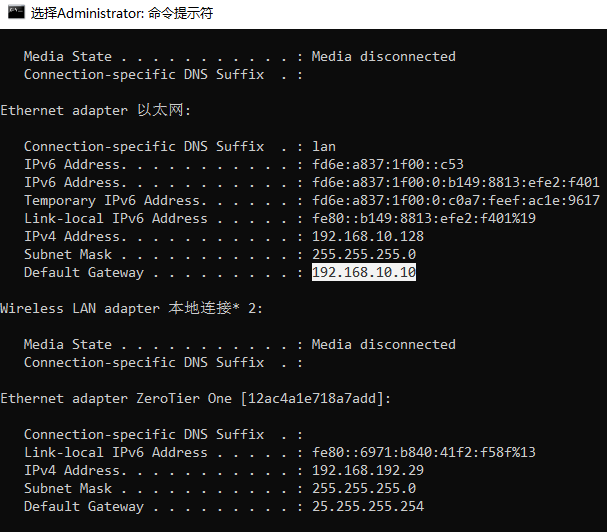 选择Administrator: 命令提示符
Media State . . . . . . . . . . . : Media disconnected
Connection-specific DNS Suffix  . :
Ethernet adapter 以太网:
Connection-specific DNS Suffix  . : lan
IPv6 Address. . . . . . . . . . . : fd6e:a837:1f00::c53
IPv6 Address. . . . . . . . . . . : fd6e:a837:1f00:0:b149:8813:efe2:f401
Temporary IPv6 Address. . . . . . : fd6e:a837:1f00:0:c0a7:feef:ac1e:9617
Link-local IPv6 Address . . . . . : fe80::b149:8813:efe2:f401%19
IPv4 Address. . . . . . . . . . . : 192.168.10.128
Subnet Mask . . . . . . . . . . . : 255.255.255.0
Default Gateway . . . . . . . . . : 192.168.10.10
Wireless LAN adapter 本地连接* 2:
Media State . . . . . . . . . . . : Media disconnected
Connection-specific DNS Suffix  . :
Ethernet adapter ZeroTier One [12ac4a1e718a7add]:
Connection-specific DNS Suffix  . :
Link-local IPv6 Address . . . . . : fe80::6971:b840:41f2:f58f%13
IPv4 Address. . . . . . . . . . . : 192.168.192.29
Subnet Mask . . . . . . . . . . . : 255.255.255.0
Default Gateway . . . . . . . . . : 25.255.255.254